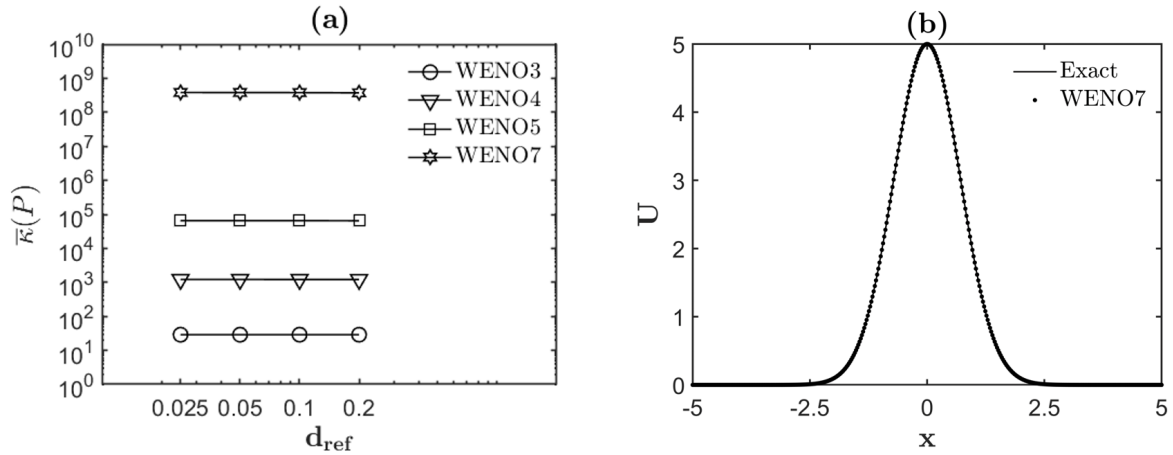 (a)
10^10
10^9
10^8
10^7
10^6
10^5
10^4
10^3
10^2
10^1
10^0
κ̅(P)
WENO3
WENO4
WENO5
WENO7
0.025 0.05 0.1 0.2
d_ref
(b)
5
4
3
2
1
0
U
Exact
WENO7
-5 -2.5 0 2.5 5
x